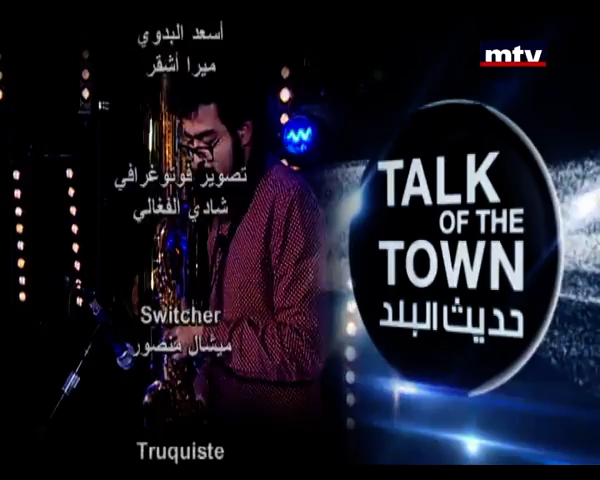 أسعد البدوي
ميرا أشقر
mtv
تصوير فوتوغرافي
شادي الفغالي
TALK
OF THE
TOWN
حديث البلد
Switcher
ميشال منصور
Truquiste